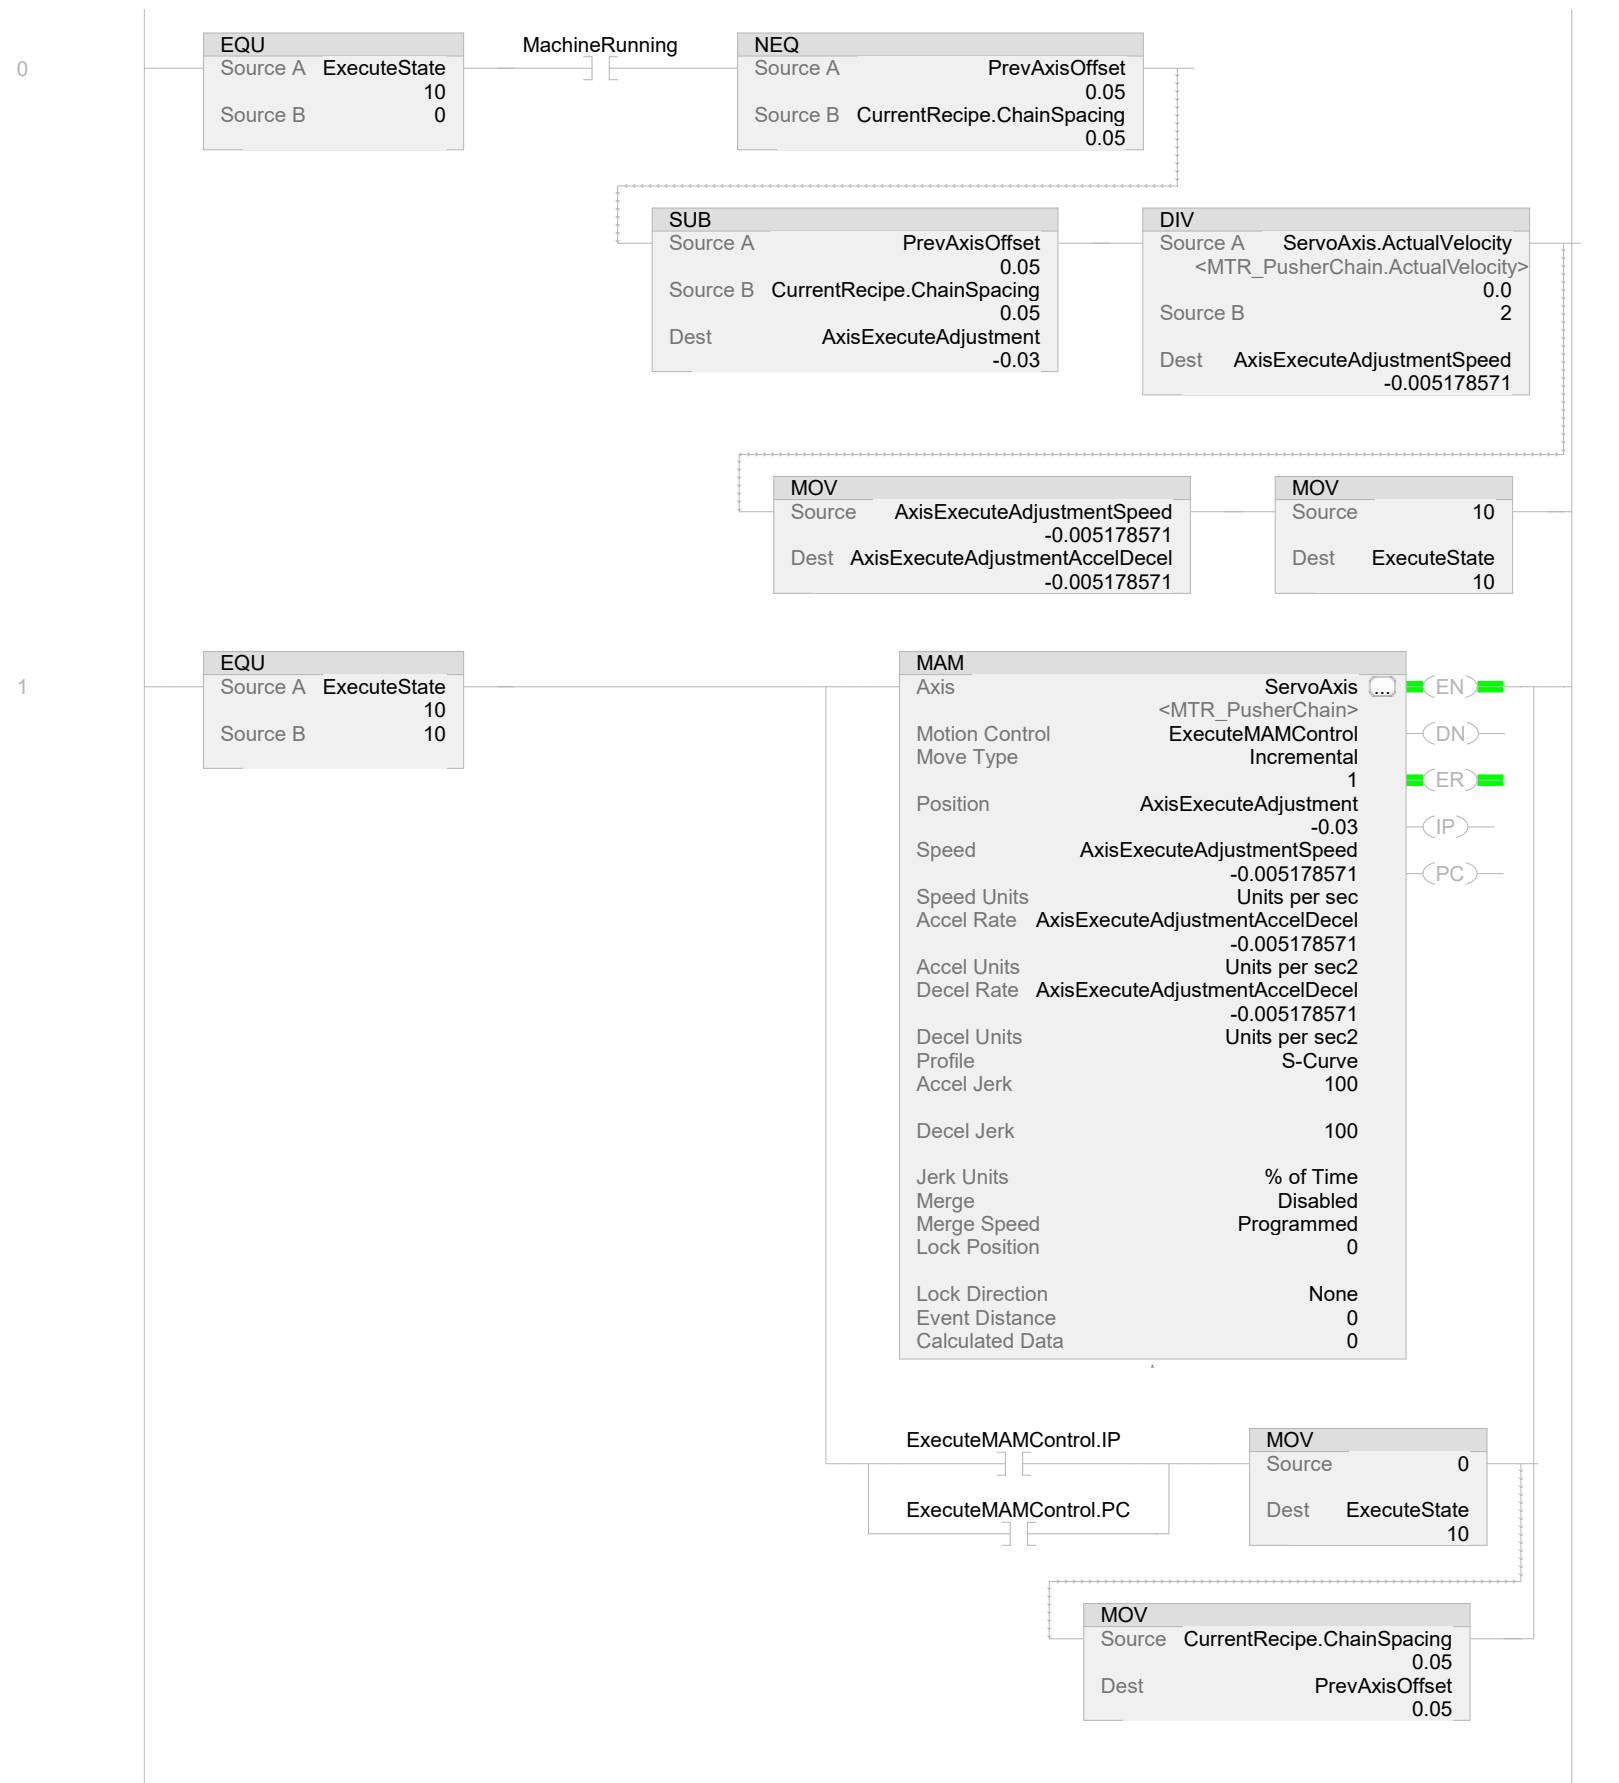 0
EQU
Source A ExecuteState
10
Source B 0
MachineRunning
NEQ
Source A PrevAxisOffset
0.05
Source B CurrentRecipe.ChainSpacing
0.05
SUB
Source A PrevAxisOffset
0.05
Source B CurrentRecipe.ChainSpacing
0.05
Dest AxisExecuteAdjustment
-0.03
DIV
Source A ServoAxis.ActualVelocity
<MTR_PusherChain.ActualVelocity>
0.0
Source B 2
Dest AxisExecuteAdjustmentSpeed
-0.005178571
MOV
Source AxisExecuteAdjustmentSpeed
-0.005178571
Dest AxisExecuteAdjustmentAccelDecel
-0.005178571
MOV
Source 10
Dest ExecuteState
10
1
EQU
Source A ExecuteState
10
Source B 10
MAM
Axis ServoAxis ...
<MTR_PusherChain>
Motion Control ExecuteMAMControl
Move Type Incremental
1
Position AxisExecuteAdjustment
-0.03
Speed AxisExecuteAdjustmentSpeed
-0.005178571
Speed Units Units per sec
Accel Rate AxisExecuteAdjustmentAccelDecel
-0.005178571
Accel Units Units per sec2
Decel Rate AxisExecuteAdjustmentAccelDecel
-0.005178571
Decel Units Units per sec2
Profile S-Curve
Accel Jerk 100
Decel Jerk 100
Jerk Units % of Time
Merge Disabled
Merge Speed Programmed
Lock Position 0
Lock Direction None
Event Distance 0
Calculated Data 0
EN
DN
ER
IP
PC
ExecuteMAMControl.IP
ExecuteMAMControl.PC
MOV
Source 0
Dest ExecuteState
10
MOV
Source CurrentRecipe.ChainSpacing
0.05
Dest PrevAxisOffset
0.05